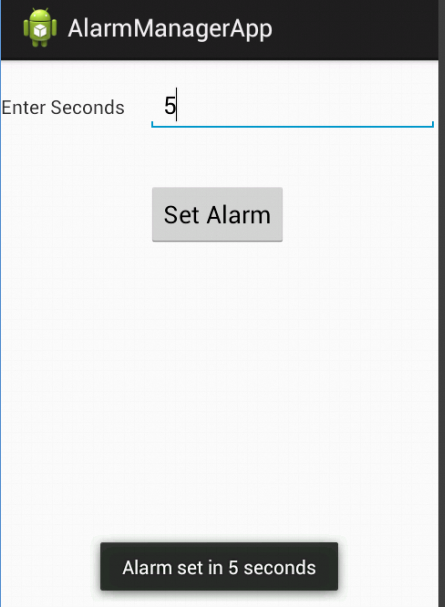 AlarmManagerApp
Enter Seconds 5
Set Alarm
Alarm set in 5 seconds